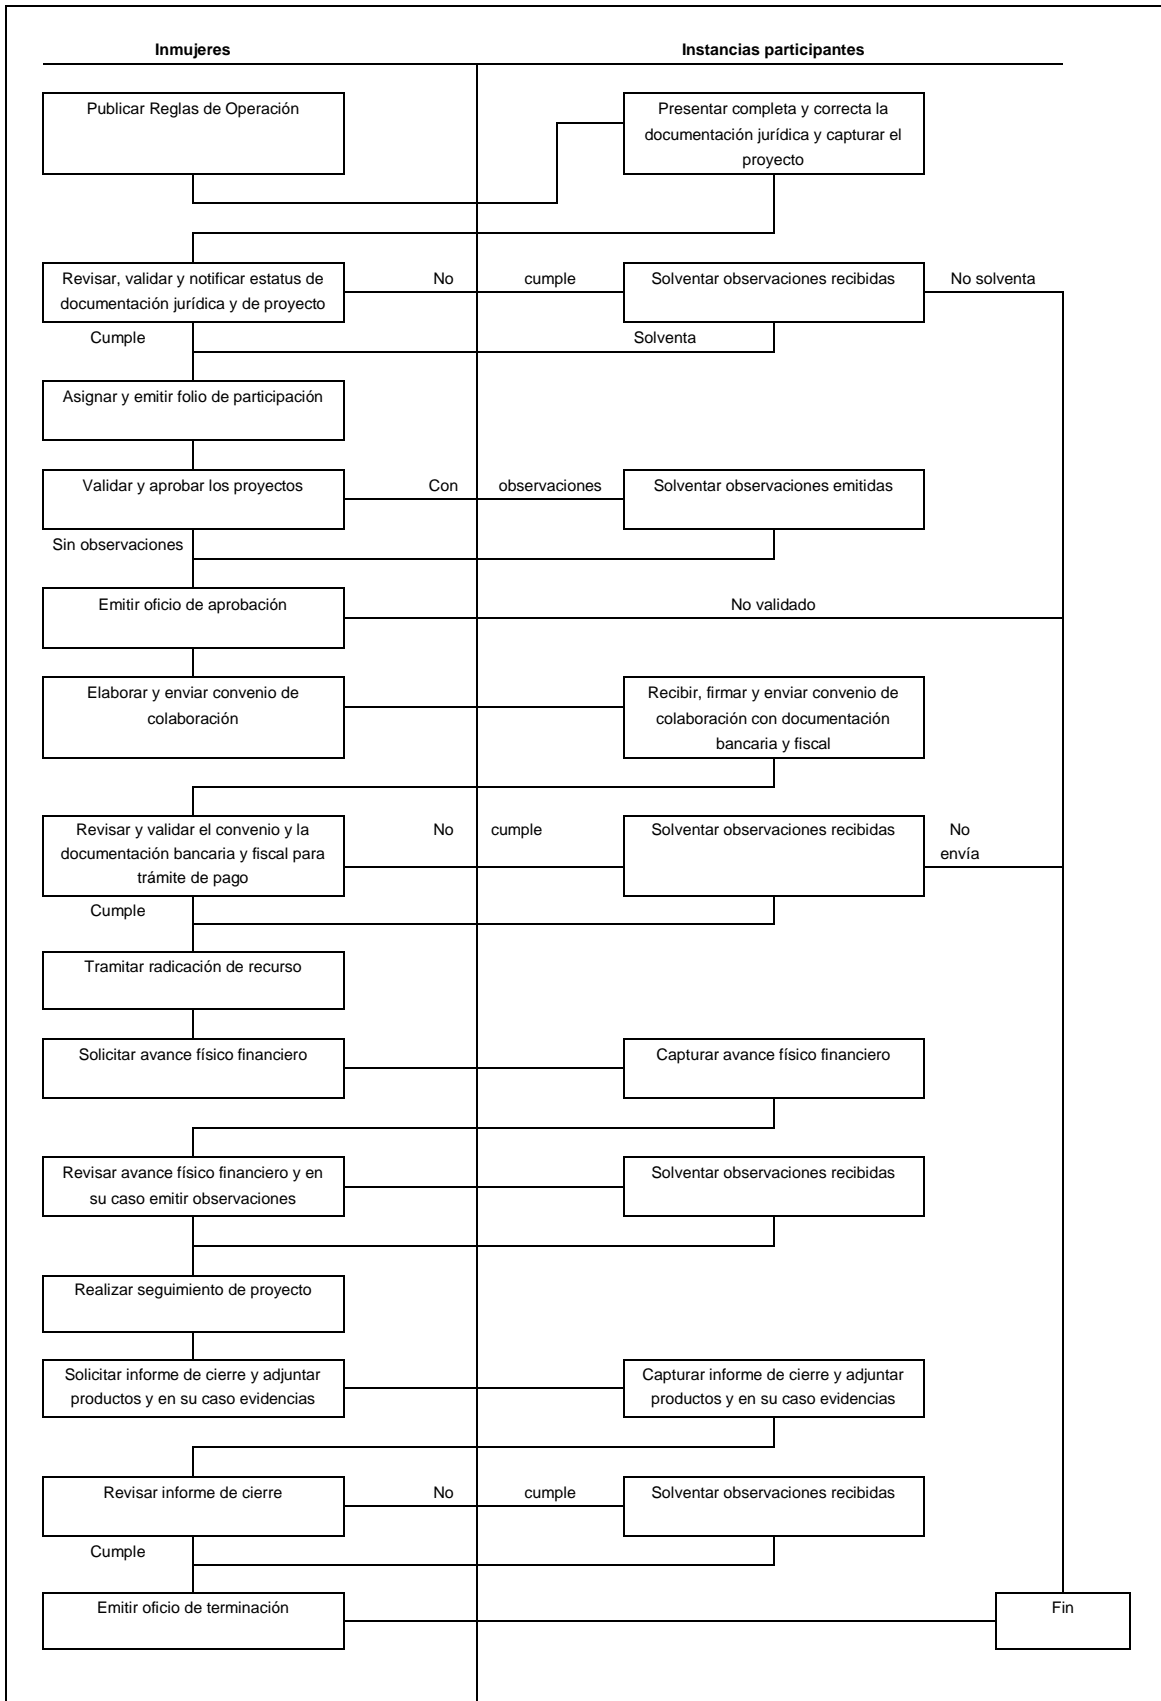 Inmujeres
Instancias participantes
Publicar Reglas de Operación
Presentar completa y correcta la
documentación jurídica y capturar el
proyecto
Revisar, validar y notificar estatus de
documentación jurídica y de proyecto
No
cumple
Solventar observaciones recibidas
No solventa
Cumple
Solventa
Asignar y emitir folio de participación
Validar y aprobar los proyectos
Con
observaciones
Solventar observaciones emitidas
Sin observaciones
Emitir oficio de aprobación
No validado
Elaborar y enviar convenio de
colaboración
Recibir, firmar y enviar convenio de
colaboración con documentación
bancaria y fiscal
Revisar y validar el convenio y la
documentación bancaria y fiscal para
trámite de pago
No
cumple
Solventar observaciones recibidas
No
envía
Cumple
Tramitar radicación de recurso
Solicitar avance físico financiero
Capturar avance físico financiero
Revisar avance físico financiero y en
su caso emitir observaciones
Solventar observaciones recibidas
Realizar seguimiento de proyecto
Solicitar informe de cierre y adjuntar
productos y en su caso evidencias
Capturar informe de cierre y adjuntar
productos y en su caso evidencias
Revisar informe de cierre
No
cumple
Solventar observaciones recibidas
Cumple
Emitir oficio de terminación
Fin